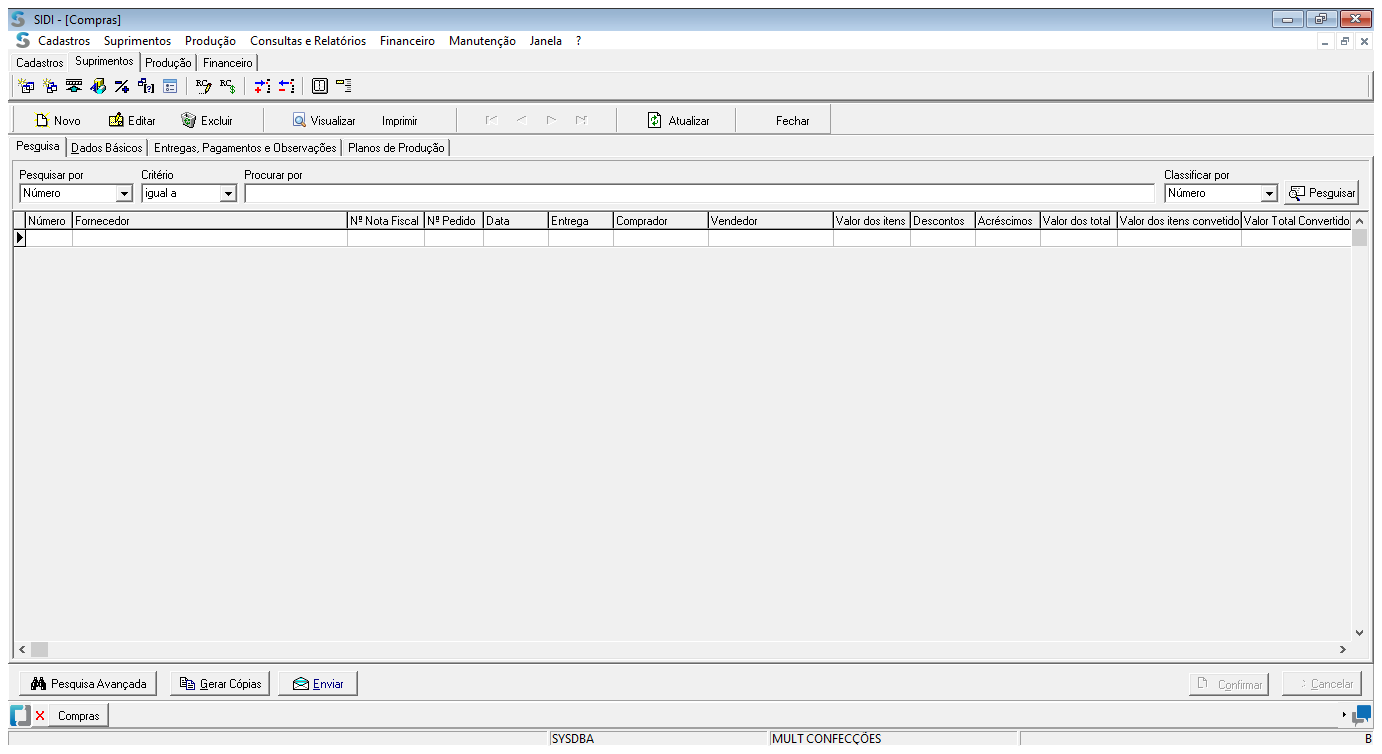 SIDI - [Compras]
Cadastros Suprimentos Produção Consultas e Relatórios Financeiro Manutenção Janela ?
Cadastros Suprimentos Produção Financeiro
Novo Editar Excluir Visualizar Imprimir Atualizar Fechar
Pesquisa Dados Básicos Entregas, Pagamentos e Observações Planos de Produção
Pesquisar por Critério Procurar por Classificar por
Número igual a Número Pesquisar
Número Fornecedor Nº Nota Fiscal Nº Pedido Data Entrega Comprador Vendedor Valor dos itens Descontos Acréscimos Valor dos total Valor dos itens convetido Valor Total Convertido
Pesquisa Avançada Gerar Cópias Enviar Confirmar Cancelar
Compras
SYSDBA MULT CONFECÇÕES B